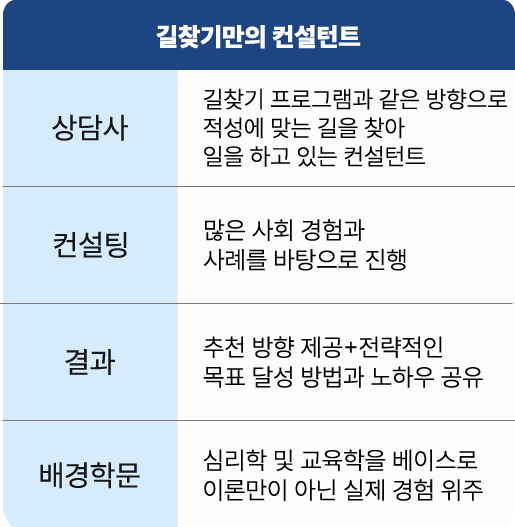 길찾기만의 컨설턴트
상담사
길찾기 프로그램과 같은 방향으로
적성에 맞는 길을 찾아
일을 하고 있는 컨설턴트
컨설팅
많은 사회 경험과
사례를 바탕으로 진행
결과
추천 방향 제공+전략적인
목표 달성 방법과 노하우 공유
배경학문
심리학 및 교육학을 베이스로
이론만이 아닌 실제 경험 위주